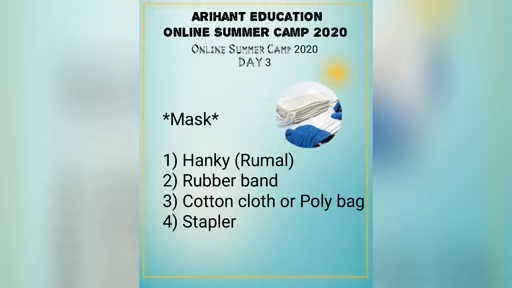 ARIHANT EDUCATION
ONLINE SUMMER CAMP 2020
ONLINE SUMMER CAMP 2020
DAY 3
*Mask*
1) Hanky (Rumal)
2) Rubber band
3) Cotton cloth or Poly bag
4) Stapler